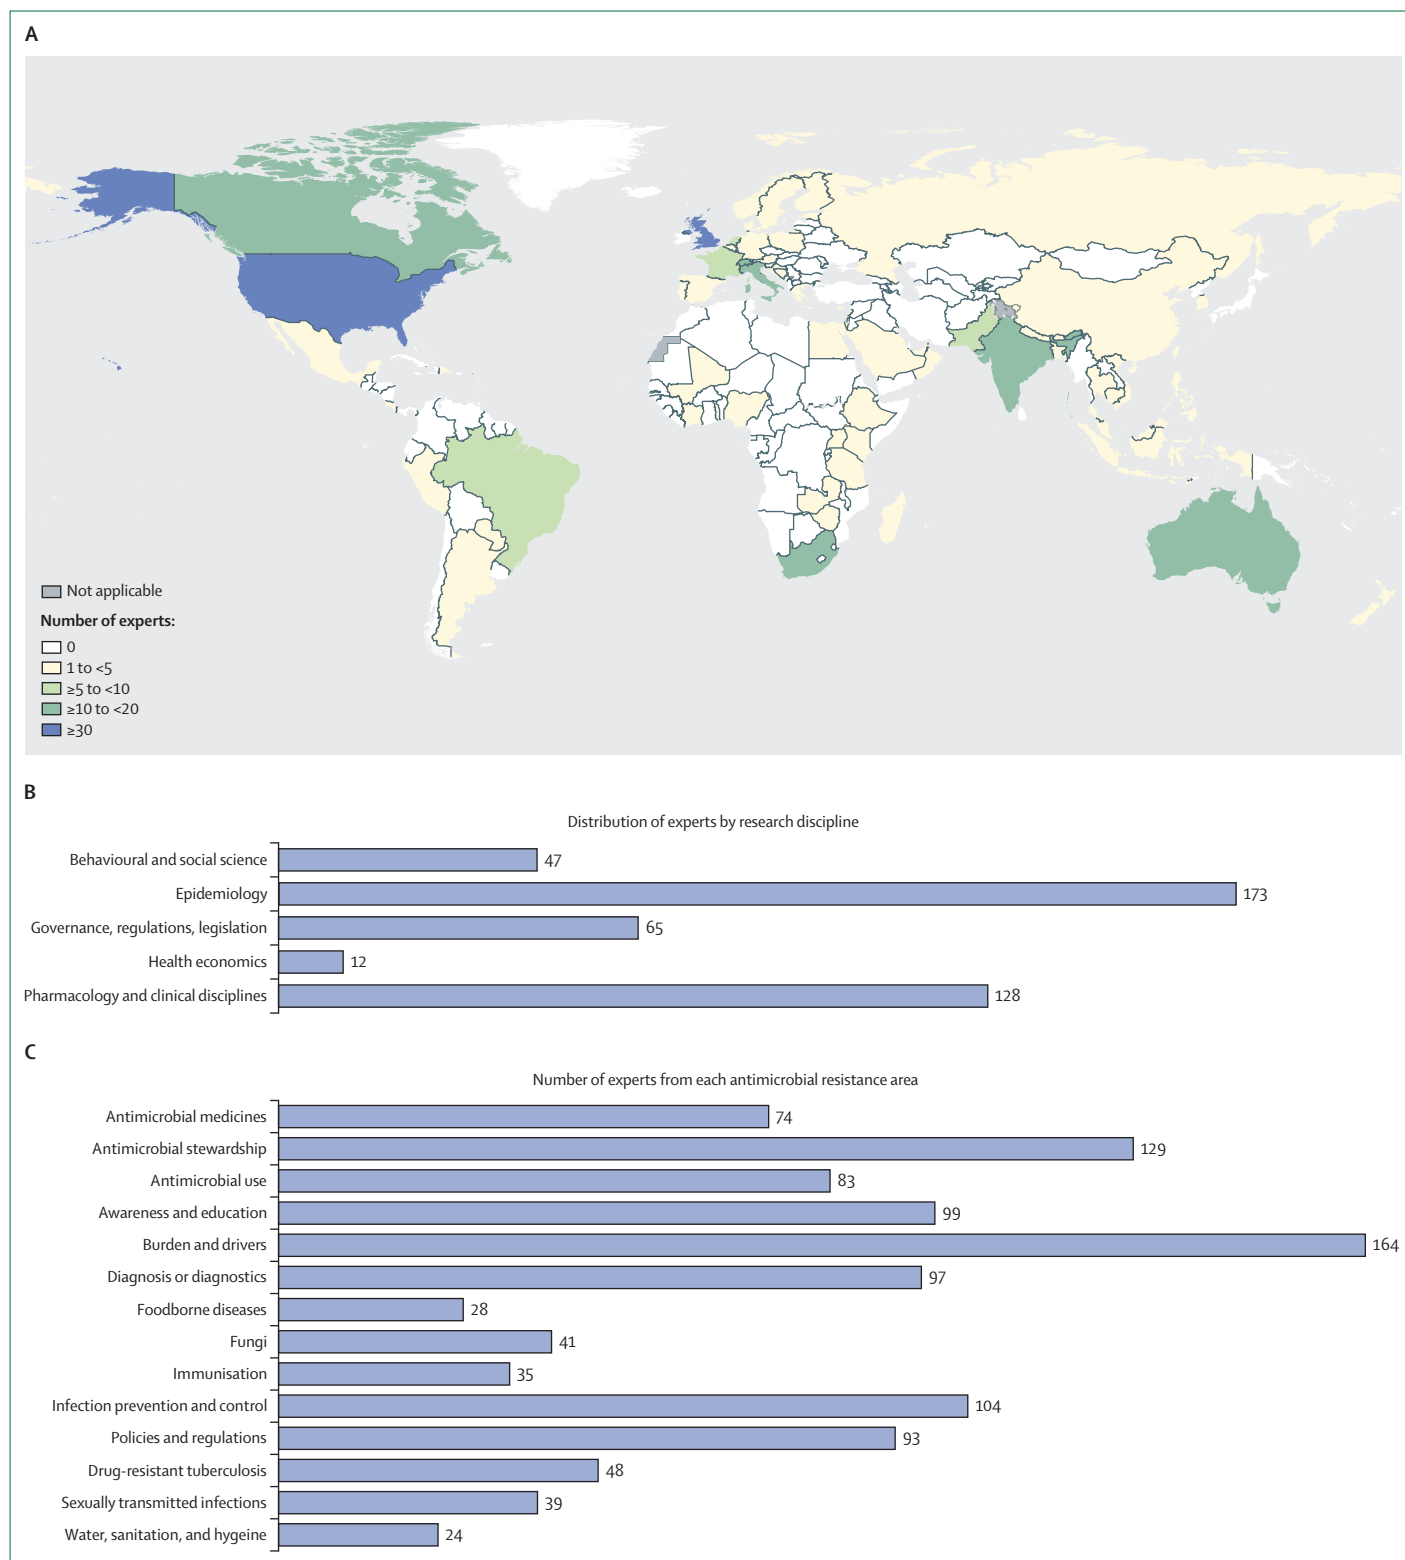 A
Not applicable
Number of experts:
0
1 to <5
≥5 to <10
≥10 to <20
≥30
B
Distribution of experts by research discipline
Behavioural and social science 47
Epidemiology 173
Governance, regulations, legislation 65
Health economics 12
Pharmacology and clinical disciplines 128
C
Number of experts from each antimicrobial resistance area
Antimicrobial medicines 74
Antimicrobial stewardship 129
Antimicrobial use 83
Awareness and education 99
Burden and drivers 164
Diagnosis or diagnostics 97
Foodborne diseases 28
Fungi 41
Immunisation 35
Infection prevention and control 104
Policies and regulations 93
Drug-resistant tuberculosis 48
Sexually transmitted infections 39
Water, sanitation, and hygeine 24